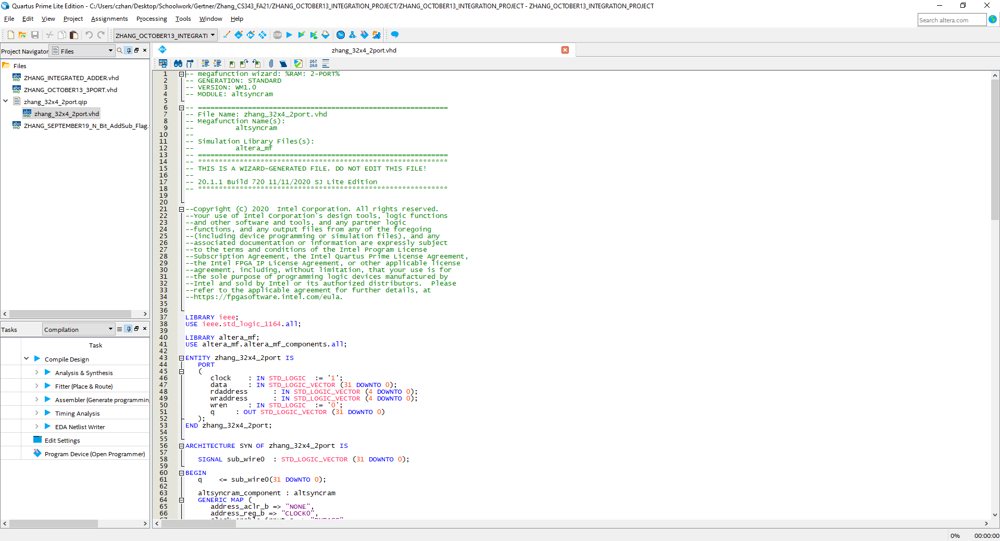 Quartus Prime Lite Edition - C:/Users/czhan/Desktop/Schoolwork/Gertner/Zhang_CS343_FA21/ZHANG_OCTOBER13_INTEGRATION_PROJECT/ZHANG_OCTOBER13_INTEGRATION_PROJECT - ZHANG_OCTOBER13_INTEGRATION_PROJECT
File Edit View Project Assignments Processing Tools Window Help
Search altera.com
ZHANG_OCTOBER13_INTEGRATI
Project Navigator Files
zhang_32x4_2port.vhd
Files
ZHANG_INTEGRATED_ADDER.vhd
ZHANG_OCTOBER13_3PORT.vhd
zhang_32x4_2port.qip
zhang_32x4_2port.vhd
ZHANG_SEPTEMBER19_N_Bit_AddSub_Flag.
Tasks Compilation
Task
Compile Design
Analysis & Synthesis
Fitter (Place & Route)
Assembler (Generate programmin
Timing Analysis
EDA Netlist Writer
Edit Settings
Program Device (Open Programmer)
267
268
1 -- megafunction wizard: %RAM: 2-PORT%
2 -- GENERATION: STANDARD
3 -- VERSION: WM1.0
4 -- MODULE: altsyncram
5
6 -- ============================================================
7 -- File Name: zhang_32x4_2port.vhd
8 -- Megafunction Name(s):
9 -- altsyncram
10 --
11 -- Simulation Library Files(s):
12 -- altera_mf
13 -- ============================================================
14 -- ************************************************************
15 -- THIS IS A WIZARD-GENERATED FILE. DO NOT EDIT THIS FILE!
16 --
17 -- 20.1.1 Build 720 11/11/2020 SJ Lite Edition
18 -- ************************************************************
19
20
21 --Copyright (C) 2020  Intel Corporation. All rights reserved.
22 --Your use of Intel Corporation's design tools, logic functions
23 --and other software and tools, and any partner logic
24 --functions, and any output files from any of the foregoing
25 --(including device programming or simulation files), and any
26 --associated documentation or information are expressly subject
27 --to the terms and conditions of the Intel Program License
28 --Subscription Agreement, the Intel Quartus Prime License Agreement,
29 --the Intel FPGA IP License Agreement, or other applicable license
30 --agreement, including, without limitation, that your use is for
31 --the sole purpose of programming logic devices manufactured by
32 --Intel and sold by Intel or its authorized distributors.  Please
33 --refer to the applicable agreement for further details, at
34 --https://fpgasoftware.intel.com/eula.
35
36
37 LIBRARY ieee;
38 USE ieee.std_logic_1164.all;
39
40 LIBRARY altera_mf;
41 USE altera_mf.altera_mf_components.all;
42
43 ENTITY zhang_32x4_2port IS
44 PORT
45 (
46 clock : IN STD_LOGIC := '1';
47 data : IN STD_LOGIC_VECTOR (31 DOWNTO 0);
48 rdaddress : IN STD_LOGIC_VECTOR (4 DOWNTO 0);
49 wraddress : IN STD_LOGIC_VECTOR (4 DOWNTO 0);
50 wren : IN STD_LOGIC := '0';
51 q : OUT STD_LOGIC_VECTOR (31 DOWNTO 0)
52 );
53 END zhang_32x4_2port;
54
55
56 ARCHITECTURE SYN OF zhang_32x4_2port IS
57
58 SIGNAL sub_wire0 : STD_LOGIC_VECTOR (31 DOWNTO 0);
59
60 BEGIN
61 q <= sub_wire0(31 DOWNTO 0);
62
63 altsyncram_component : altsyncram
64 GENERIC MAP (
65 address_aclr_b => "NONE",
66 address_reg_b => "CLOCK0",
0% 00:00:00